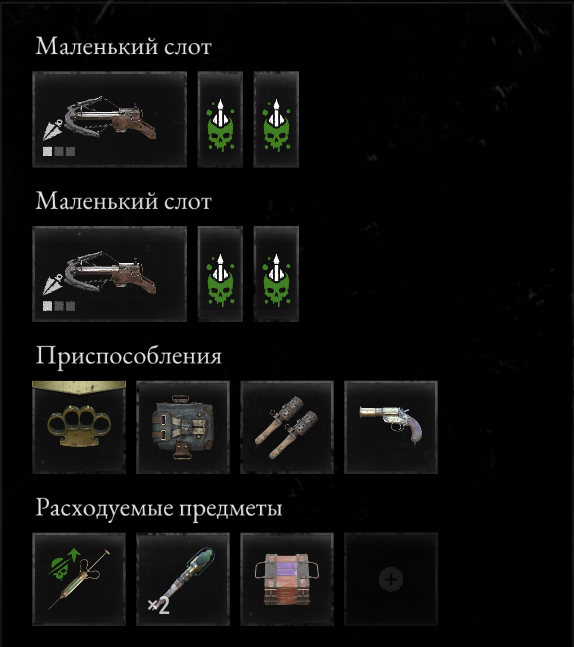 Маленький слот
Маленький слот
Приспособления
Расходуемые предметы
×2